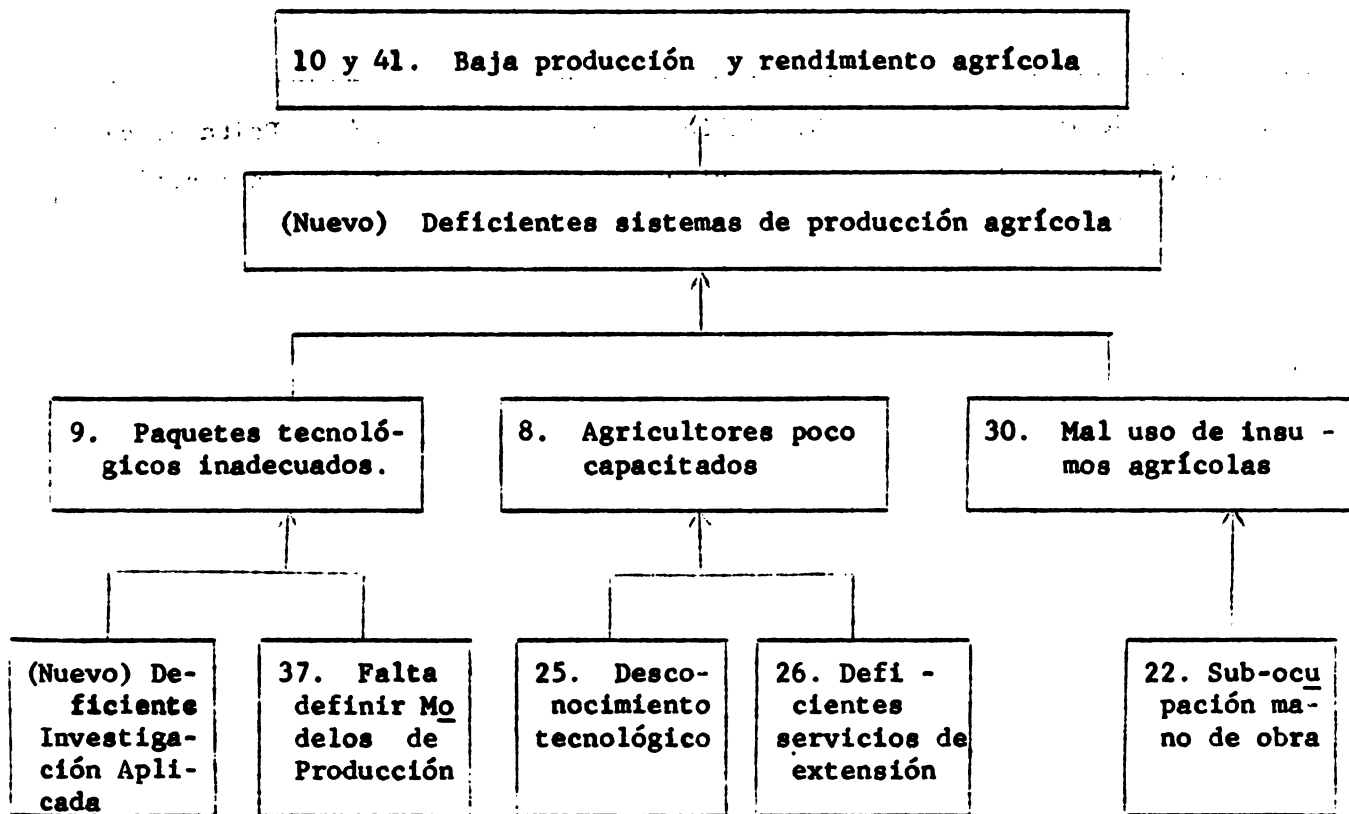 10 y 41. Baja producción y rendimiento agrícola
(Nuevo) Deficientes sistemas de producción agrícola
9. Paquetes tecnoló-
gicos inadecuados.
8. Agricultores poco
capacitados
30. Mal uso de insu -
mos agrícolas
(Nuevo) De-
ficiente
Investiga-
ción Apli-
cada
37. Falta
definir Mo
delos de
Producción
25. Desco-
nocimiento
tecnológico
26. Defi -
cientes
servicios de
extensión
22. Sub-ocu
pación ma-
no de obra